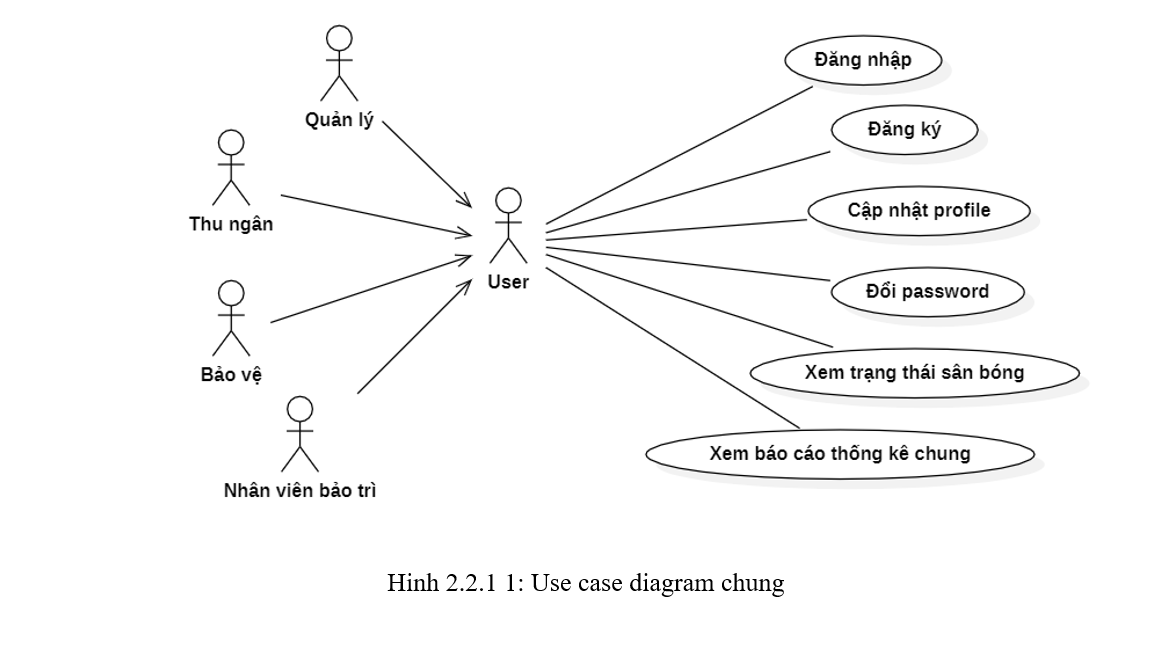 Quản lý
Thu ngân
Bảo vệ
Nhân viên bảo trì
User
Đăng nhập
Đăng ký
Cập nhật profile
Đổi password
Xem trạng thái sân bóng
Xem báo cáo thống kê chung
Hinh 2.2.1 1: Use case diagram chung